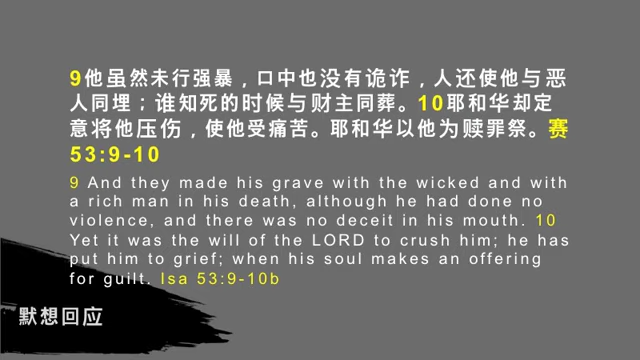 9他虽然未行强暴，口中也没有诡诈，人还使他与恶
人同埋；谁知死的时候与财主同葬。10耶和华却定
意将他压伤，使他受痛苦。耶和华以他为赎罪祭。赛
53:9-10
9 And they made his grave with the wicked and with
a rich man in his death, although he had done no
violence, and there was no deceit in his mouth. 10
Yet it was the will of the LORD to crush him; he has
put him to grief; when his soul makes an offering
for guilt. Isa 53:9-10b
默想回应